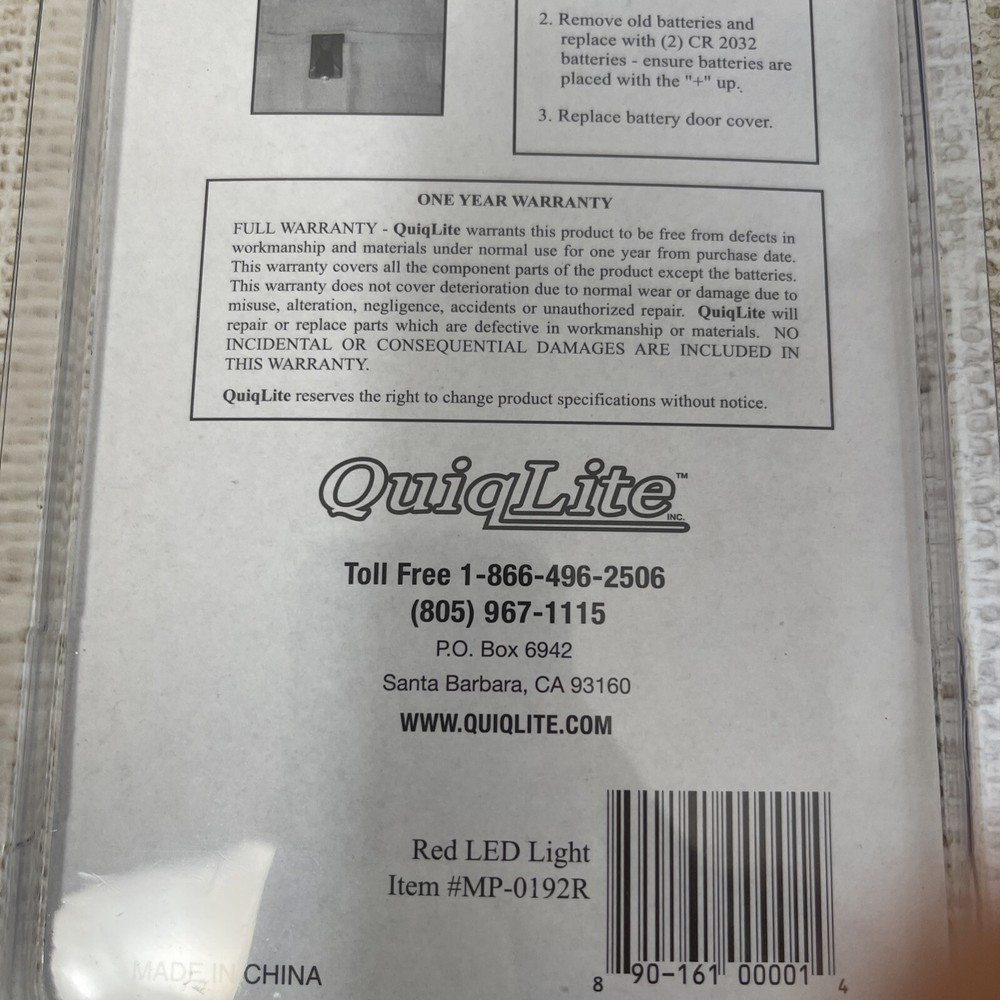 2. Remove old batteries and
replace with (2) CR 2032
batteries - ensure batteries are
placed with the "+" up.
3. Replace battery door cover.
ONE YEAR WARRANTY
FULL WARRANTY - QuiqLite warrants this product to be free from defects in
workmanship and materials under normal use for one year from purchase date.
This warranty covers all the component parts of the product except the batteries.
This warranty does not cover deterioration due to normal wear or damage due to
misuse, alteration, negligence, accidents or unauthorized repair. QuiqLite will
repair or replace parts which are defective in workmanship or materials. NO
INCIDENTAL OR CONSEQUENTIAL DAMAGES ARE INCLUDED IN
THIS WARRANTY.
QuiqLite reserves the right to change product specifications without notice.
QuiqLite™
INC.
Toll Free 1-866-496-2506
(805) 967-1115
P.O. Box 6942
Santa Barbara, CA 93160
WWW.QUIQLITE.COM
Red LED Light
Item #MP-0192R
MADE IN CHINA
8 90-161 00001 4